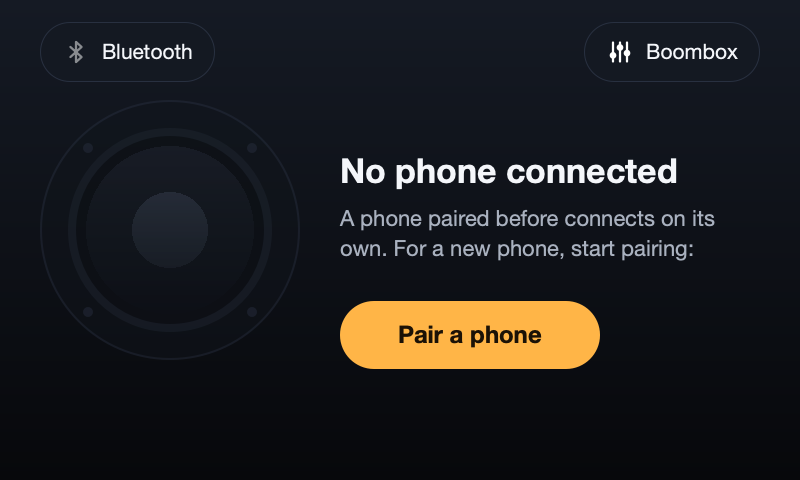 Bluetooth
Boombox
No phone connected
A phone paired before connects on its
own. For a new phone, start pairing:
Pair a phone